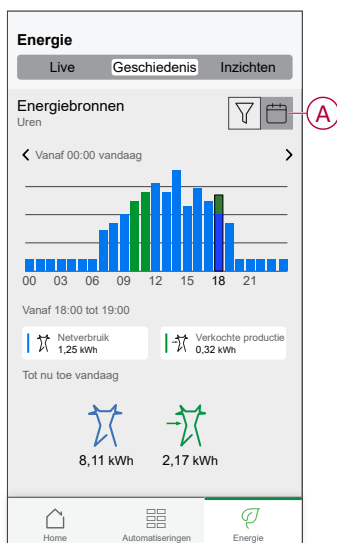 Energie
Live Geschiedenis Inzichten
Energiebronnen
Uren
A
Vanaf 00:00 vandaag
00 03 06 09 12 15 18 21
Vanaf 18:00 tot 19:00
Netverbruik
1,25 kWh
Verkochte productie
0,32 kWh
Tot nu toe vandaag
8,11 kWh 2,17 kWh
Home Automatiseringen Energie